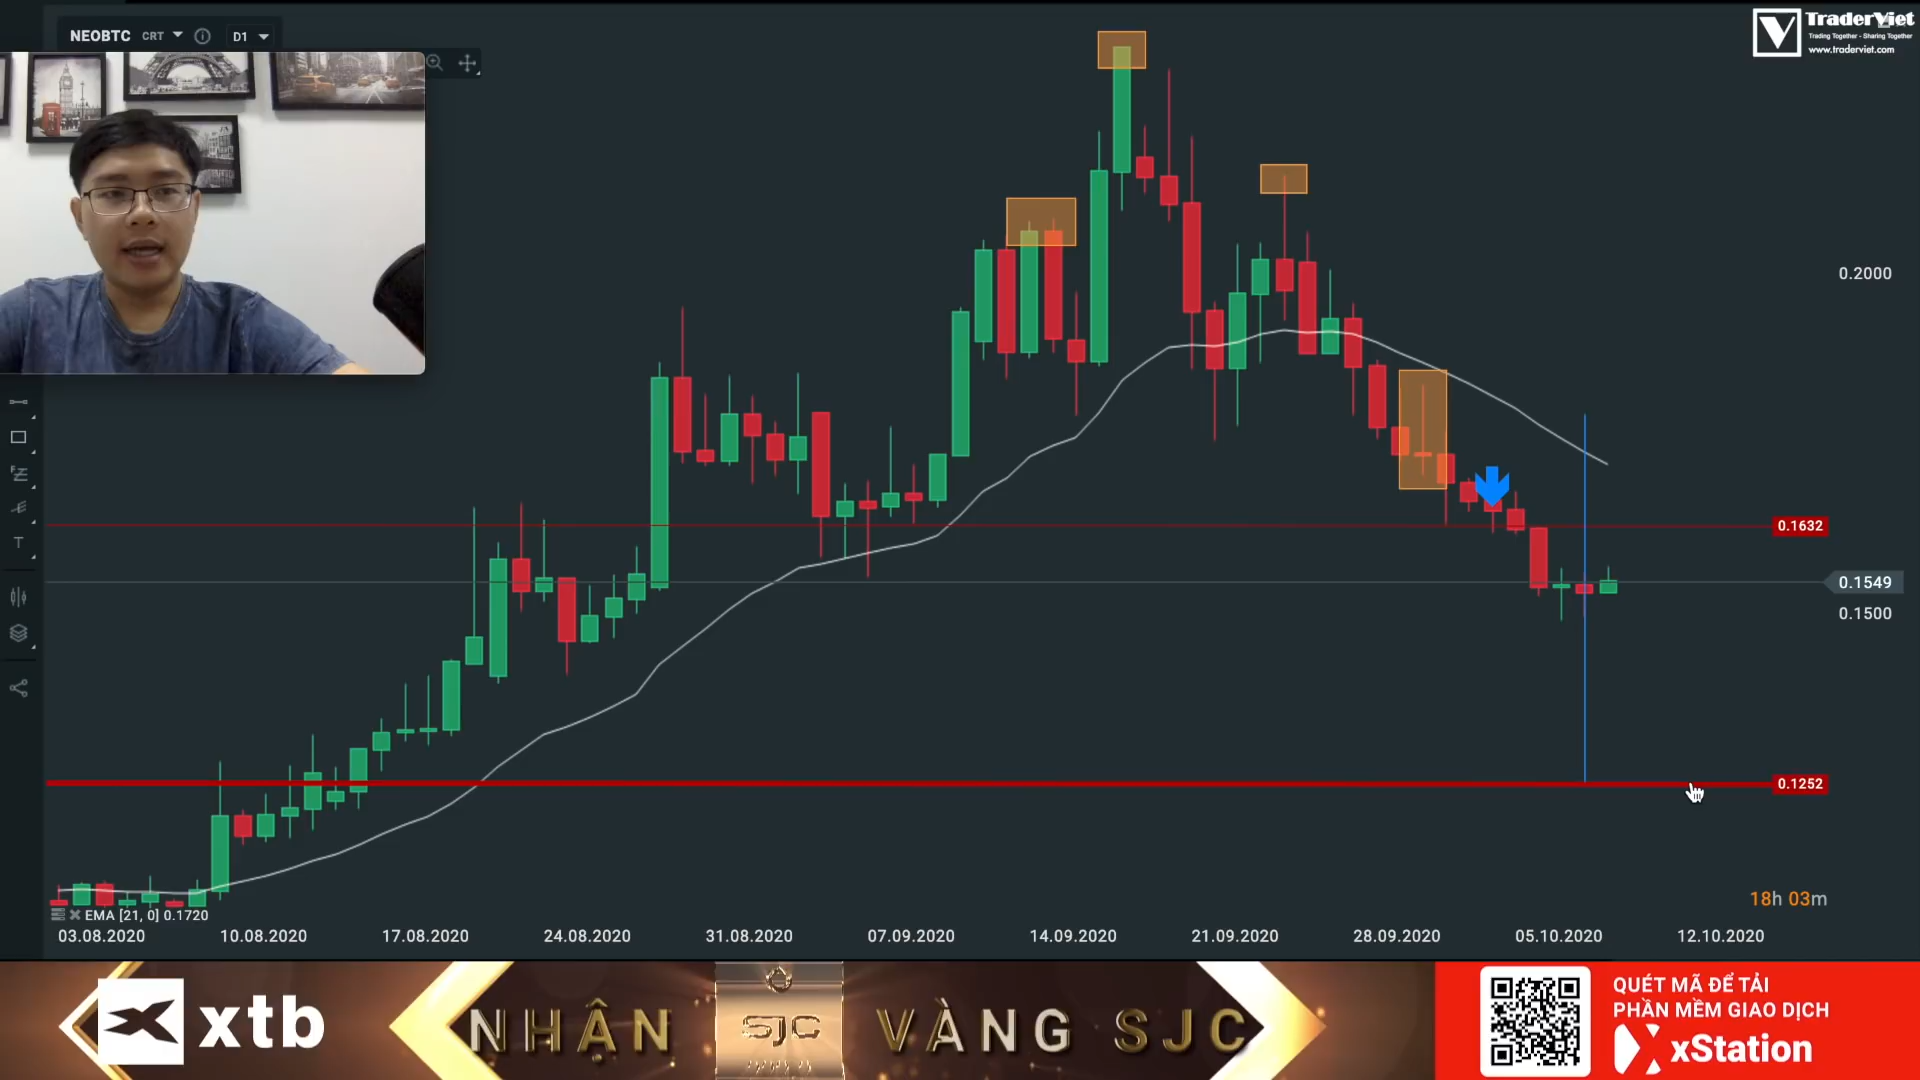 NEOBTC CRT D1
TraderViet
Trading Together - Sharing Together
www.traderviet.com
0.2000
0.1632
0.1549
0.1500
0.1252
18h 03m
EMA [21, 0] 0.1720
03.08.2020 10.08.2020 17.08.2020 24.08.2020 31.08.2020 07.09.2020 14.09.2020 21.09.2020 28.09.2020 05.10.2020 12.10.2020
xtb
NHẬN SJC VÀNG SJC
QUÉT MÃ ĐỂ TẢI
PHẦN MỀM GIAO DỊCH
xStation